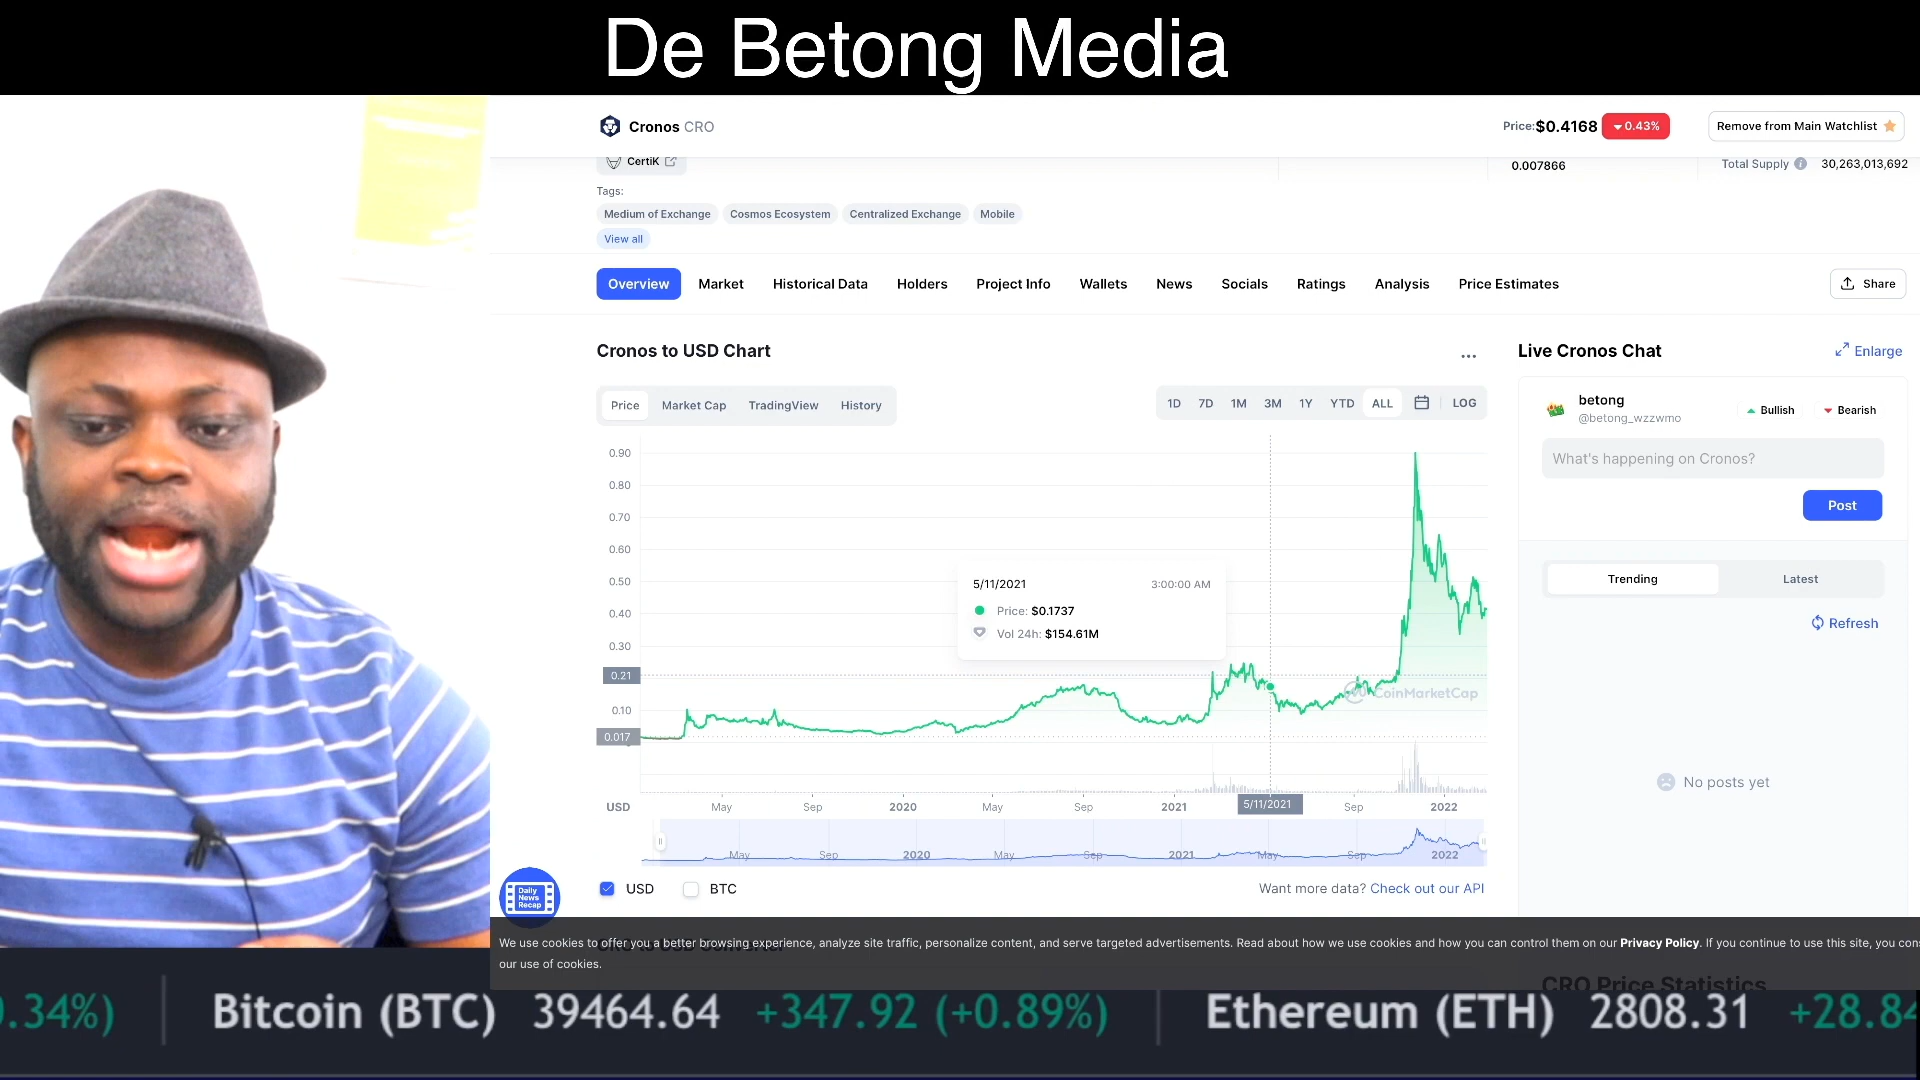 De Betong Media
Cronos CRO
Price:$0.4168 0.43%
Remove from Main Watchlist
CertiK
0.007866
Total Supply 30,263,013,692
Tags:
Medium of Exchange Cosmos Ecosystem Centralized Exchange Mobile
View all
Overview Market Historical Data Holders Project Info Wallets News Socials Ratings Analysis Price Estimates
Share
Cronos to USD Chart
Live Cronos Chat
Enlarge
Price Market Cap TradingView History
1D 7D 1M 3M 1Y YTD ALL LOG
betong
@betong_wzzwmo
Bullish Bearish
What's happening on Cronos?
Post
Trending Latest
Refresh
No posts yet
0.90
0.80
0.70
0.60
0.50
0.40
0.30
0.21
0.10
0.017
5/11/2021 3:00:00 AM
Price: $0.1737
Vol 24h: $154.61M
CoinMarketCap
USD May Sep 2020 May Sep 2021 5/11/2021 Sep 2022
May Sep 2020 May Sep 2021 May Sep 2022
Daily
News
Recap
USD BTC
Want more data? Check out our API
We use cookies to offer you a better browsing experience, analyze site traffic, personalize content, and serve targeted advertisements. Read about how we use cookies and how you can control them on our Privacy Policy. If you continue to use this site, you cons
our use of cookies.
CRO Price Statistics
0.34%) Bitcoin (BTC) 39464.64 +347.92 (+0.89%) Ethereum (ETH) 2808.31 +28.84